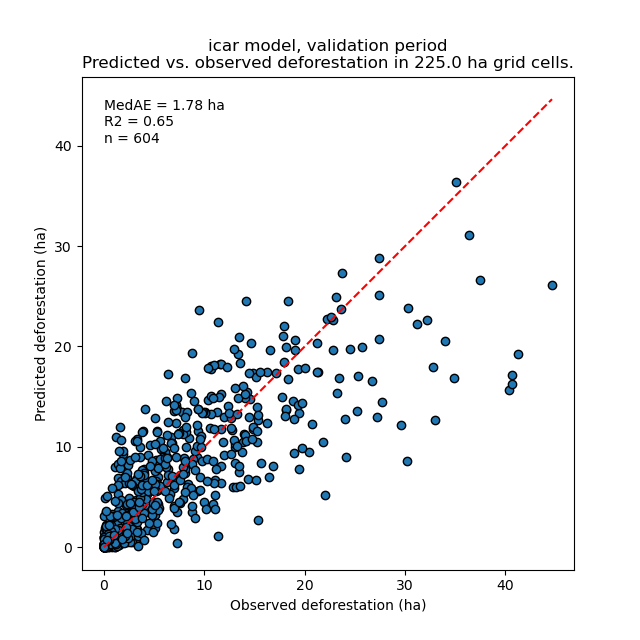 icar model, validation period
Predicted vs. observed deforestation in 225.0 ha grid cells.
MedAE = 1.78 ha
R2 = 0.65
n = 604
Predicted deforestation (ha)
40
30
20
10
0
0 10 20 30 40
Observed deforestation (ha)